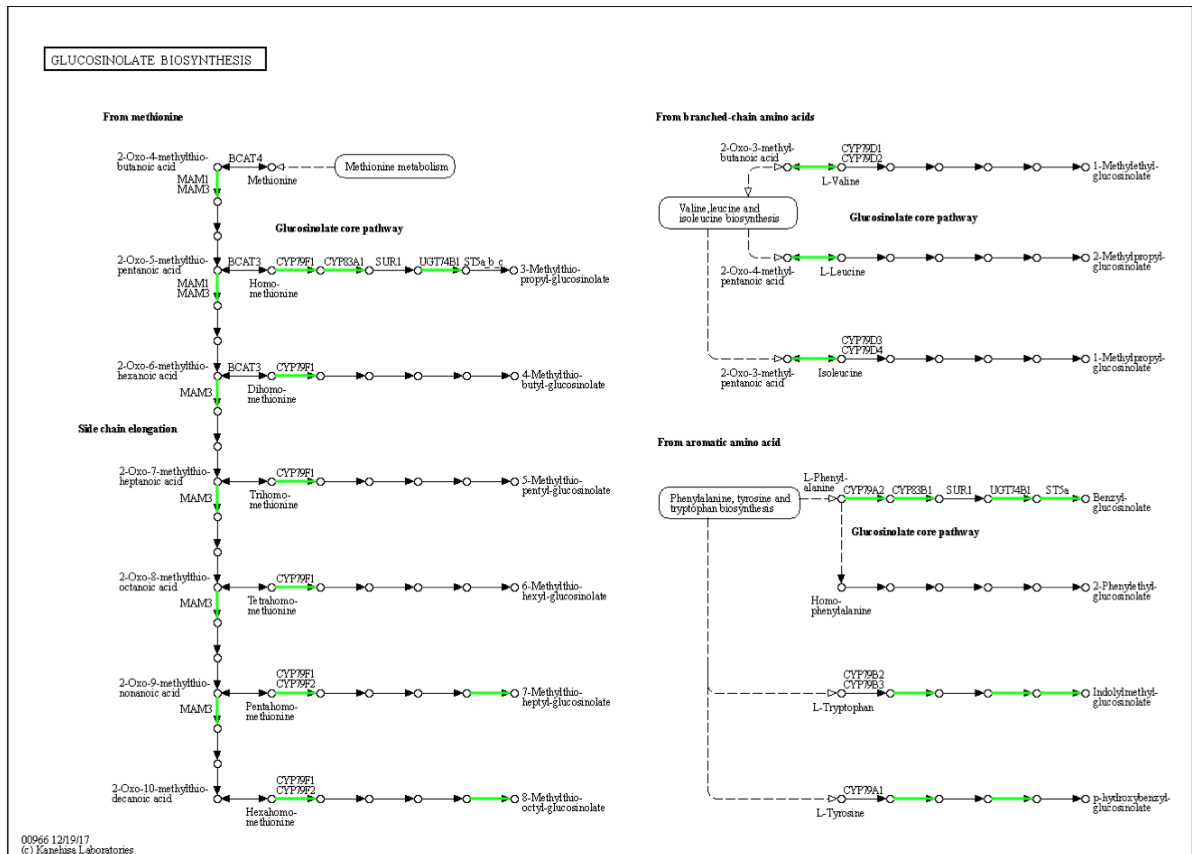 GLUCOSINOLATE BIOSYNTHESIS
From methionine
2-Oxo-4-methylthio-
butanoic acid
BCAT4
Methionine
Methionine metabolism
MAM1
MAM3
Glucosinolate core pathway
2-Oxo-5-methylthio-
pentanoic acid
BCAT3
CYP79F1
CYP83A1
SUR1
UGT74B1
ST5a_b_c
Homo-
methionine
3-Methylthio-
propyl-glucosinolate
MAM1
MAM3
2-Oxo-6-methylthio-
hexanoic acid
BCAT3
CYP79F1
Dihomo-
methionine
4-Methylthio-
butyl-glucosinolate
MAM3
Side chain elongation
2-Oxo-7-methylthio-
heptanoic acid
CYP79F1
Trihomo-
methionine
5-Methylthio-
pentyl-glucosinolate
MAM3
2-Oxo-8-methylthio-
octanoic acid
CYP79F1
Tetrahomo-
methionine
6-Methylthio-
hexyl-glucosinolate
MAM3
2-Oxo-9-methylthio-
nonanoic acid
CYP79F1
CYP79F2
Pentahomo-
methionine
7-Methylthio-
heptyl-glucosinolate
MAM3
2-Oxo-10-methylthio-
decanoic acid
CYP79F1
CYP79F2
Hexahomo-
methionine
8-Methylthio-
octyl-glucosinolate
From branched-chain amino acids
2-Oxo-3-methyl-
butanoic acid
CYP79D1
CYP79D2
L-Valine
1-Methylethyl-
glucosinolate
Valine, leucine and
isoleucine biosynthesis
Glucosinolate core pathway
2-Oxo-4-methyl-
pentanoic acid
L-Leucine
2-Methylpropyl-
glucosinolate
CYP79D3
CYP79D4
2-Oxo-3-methyl-
pentanoic acid
Isoleucine
1-Methylpropyl-
glucosinolate
From aromatic amino acid
Phenylalanine, tyrosine and
tryptophan biosynthesis
L-Phenyl-
alanine
CYP79A2
CYP83B1
SUR1
UGT74B1
ST5a
Benzyl-
glucosinolate
Glucosinolate core pathway
Homo-
phenylalanine
2-Phenylethyl-
glucosinolate
CYP79B2
CYP79B3
L-Tryptophan
Indolylmethyl-
glucosinolate
CYP79A1
L-Tyrosine
p-hydroxybenzyl-
glucosinolate
00966 12/19/17
(c) Kanehisa Laboratories